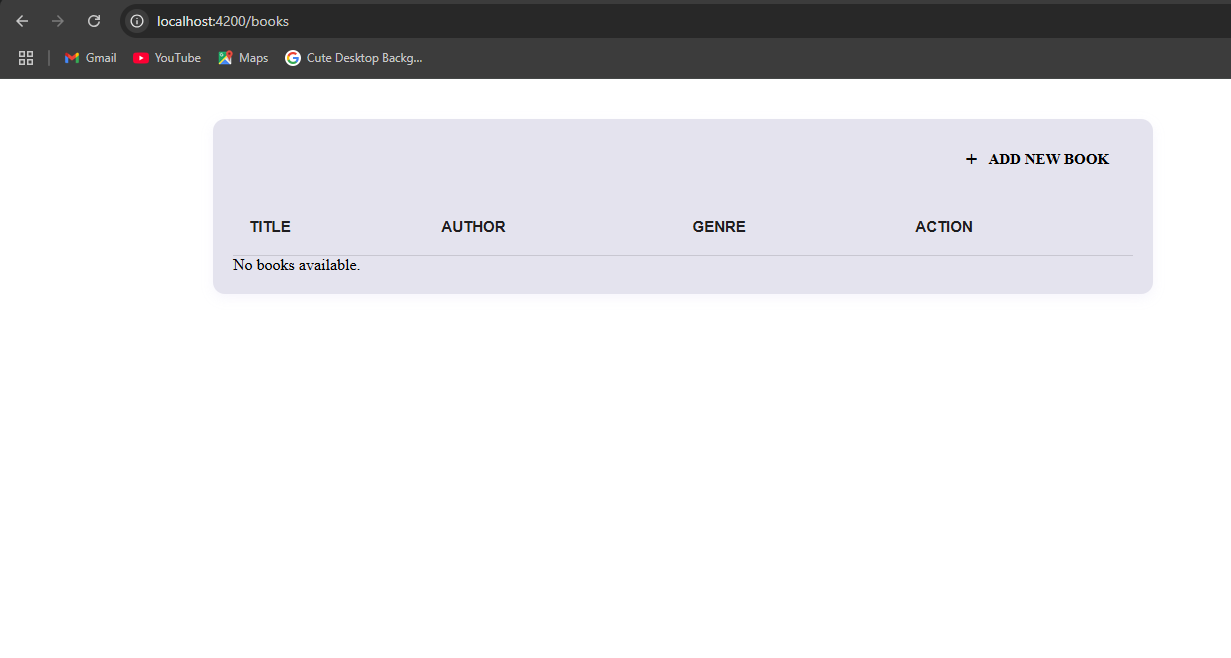 localhost:4200/books
Gmail YouTube Maps Cute Desktop Backg...
+ ADD NEW BOOK
TITLE AUTHOR GENRE ACTION
No books available.